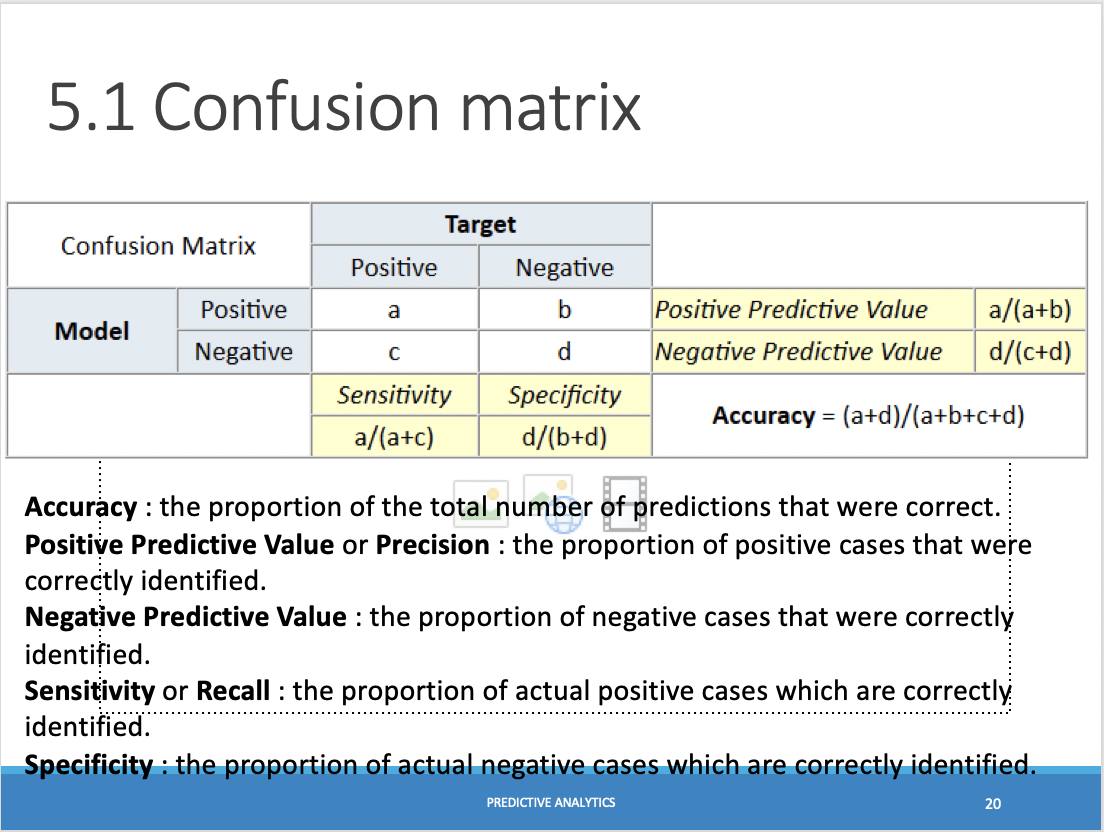 5.1 Confusion matrix
Confusion Matrix
Target
Positive Negative
Model
Positive a b Positive Predictive Value a/(a+b)
Negative c d Negative Predictive Value d/(c+d)
Sensitivity Specificity
a/(a+c) d/(b+d)
Accuracy = (a+d)/(a+b+c+d)
Accuracy : the proportion of the total number of predictions that were correct.
Positive Predictive Value or Precision : the proportion of positive cases that were
correctly identified.
Negative Predictive Value : the proportion of negative cases that were correctly
identified.
Sensitivity or Recall : the proportion of actual positive cases which are correctly
identified.
Specificity : the proportion of actual negative cases which are correctly identified.
PREDICTIVE ANALYTICS 20